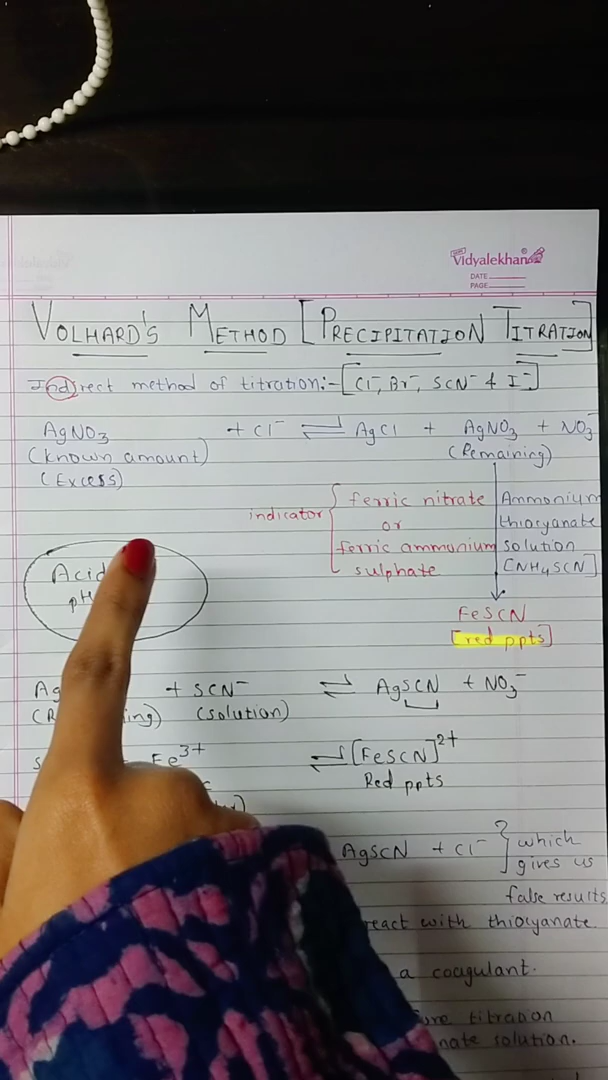 Vidyalekhan®
DATE
PAGE
VOLHARD'S METHOD [PRECIPITATION TITRATION]
Indirect method of titration:- [Cl⁻, Br⁻, SCN⁻ & I⁻]
AgNO₃ + Cl⁻ ⇌ AgCl + AgNO₃ + NO₃⁻
(known amount) (Remaining)
(Excess)
indicator { ferric nitrate or ferric ammonium sulphate
Ammonium
thiocyanate
solution
[NH₄SCN]
Acid
pH
FeSCN
[red ppts]
Ag + SCN⁻ ⇌ AgSCN + NO₃⁻
(R ing) (solution)
Fe³⁺ ⇌ [FeSCN]²⁺
Red ppts
AgSCN + Cl⁻ } which
gives us
false results
react with thiocyanate
a coagulant.
titration
solution.